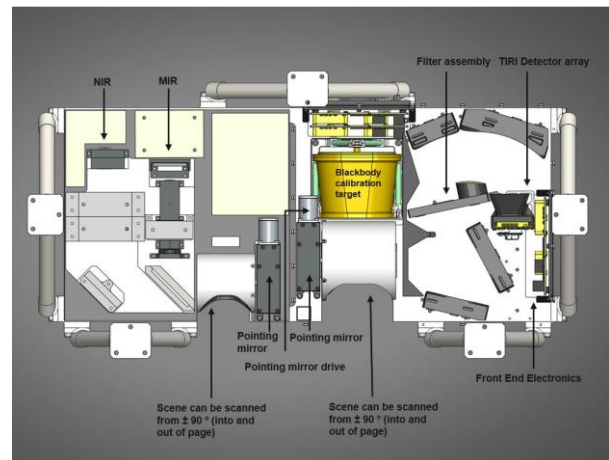 Filter assembly
TIRI Detector array
NIR
MIR
Blackbody
calibration
target
Pointing
mirror
Pointing mirror
Pointing mirror drive
Front End Electronics
Scene can be scanned
from ± 90 º (into and
out of page)
Scene can be scanned
from ± 90 º (into and
out of page)